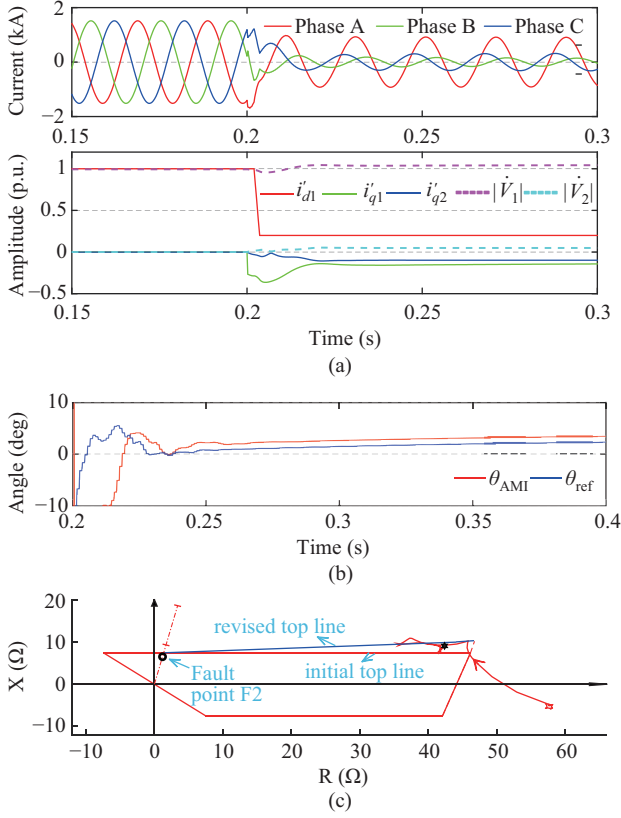 Current (kA)
2
0
−2
Phase A
Phase B
Phase C
0.15
0.2
0.25
0.3
Amplitude (p.u.)
1
0.5
0
−0.5
i′d1
i′q1
i′q2
|V̇1|
|V̇2|
0.15
0.2
0.25
0.3
Time (s)
(a)
Angle (deg)
10
0
−10
θAMI
θref
0.2
0.25
0.3
0.35
0.4
Time (s)
(b)
X (Ω)
20
10
0
−10
revised top line
initial top line
Fault
point F2
−10
0
10
20
30
40
50
60
R (Ω)
(c)